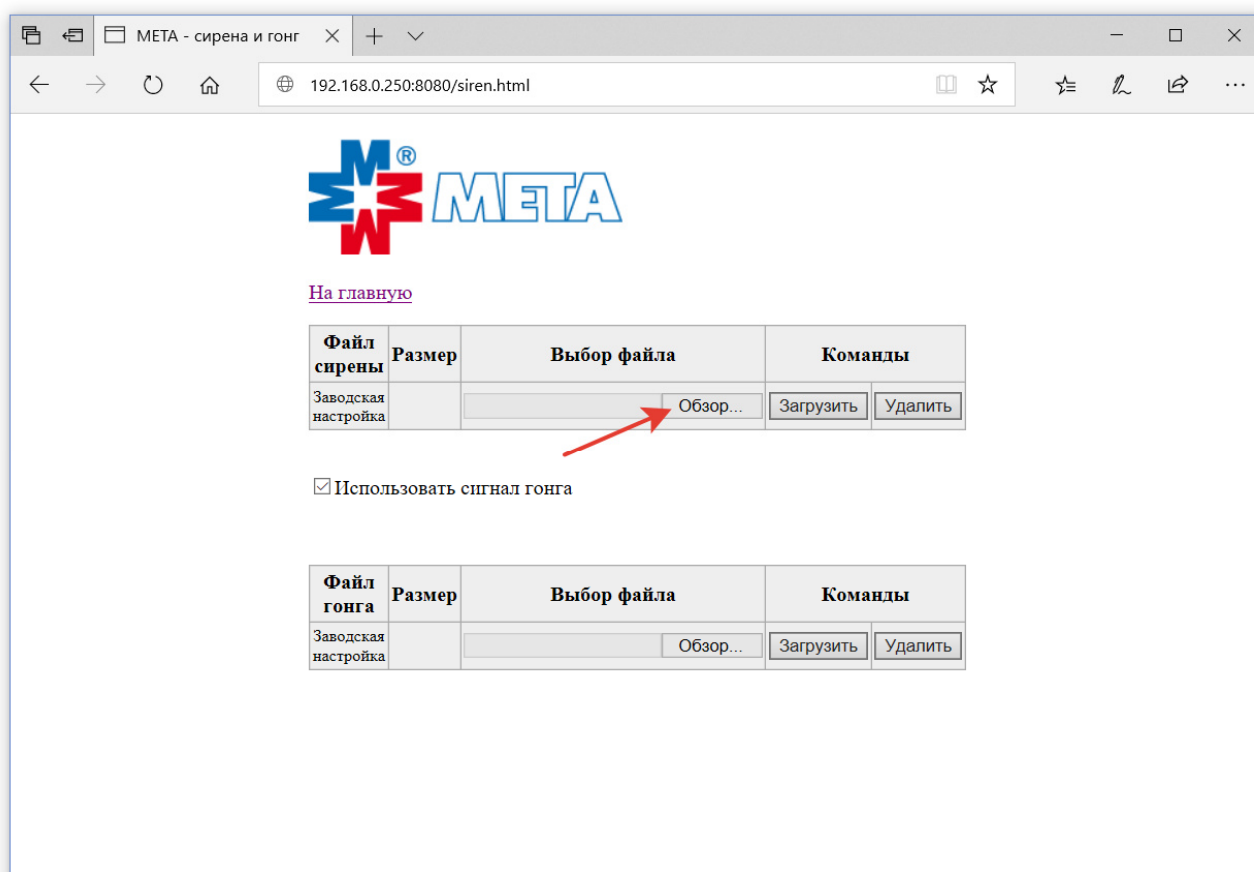 META - сирена и гонг
192.168.0.250:8080/siren.html
®
МЕТА
На главную
Файл сирены Размер Выбор файла Команды
Заводская настройка Обзор... Загрузить Удалить
Использовать сигнал гонга
Файл гонга Размер Выбор файла Команды
Заводская настройка Обзор... Загрузить Удалить